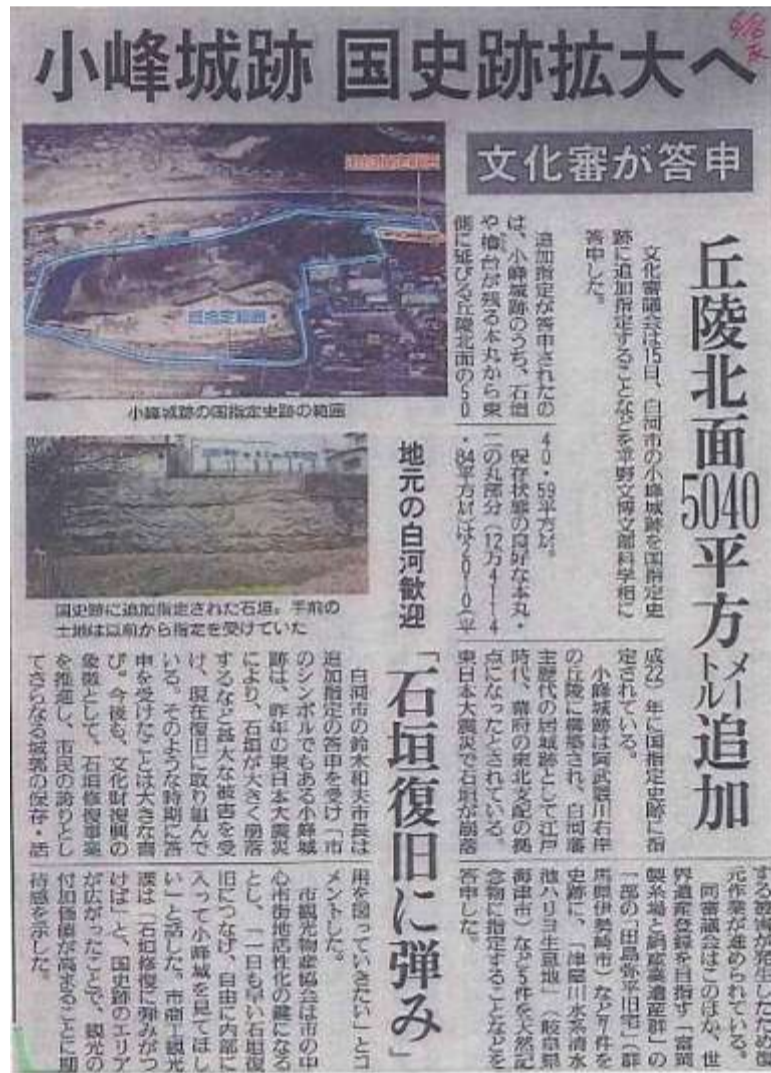 小峰城跡 国史跡拡大へ
文化審が答申
丘陵北面5040平方メートル追加
文化審議会は15日、白河市の小峰城跡を国指定史
跡に追加指定することなどを平野文博文部科学相に
答申した。
追加指定が答申されたの
は、小峰城跡のうち、石垣
や櫓台が残る本丸から東
側に延びる丘陵北面の50
40・59平方㍍。
保存状態の良好な本丸・
二の丸部分(12万4114
・84平方㍍)は2010(平
成22)年に国指定史跡に指
定されている。
小峰城跡は阿武隈川右岸
の丘陵に構築され、白河藩
主歴代の居城跡として江戸
時代、幕府の東北支配の拠
点になったとされている。
東日本大震災で石垣が崩落
する被害が発生したため復
元作業が進められている。
同審議会はこのほか、世
界遺産登録を目指す「富岡
製糸場と絹産業遺産群」の
一部の「田島弥平旧宅」(群
馬県伊勢崎市)など7件を
史跡に、「津屋川水系清水
池ハリヨ生息地」(岐阜県
海津市)など5件を天然記
念物に指定することなどを
答申した。
既指定範囲
小峰城跡の国指定史跡の範囲
国史跡に追加指定された石垣。手前の
土地は以前から指定を受けていた
地元の白河歓迎
「石垣復旧に弾み」
白河市の鈴木和夫市長は
追加指定の答申を受け「市
のシンボルでもある小峰城
跡は、昨年の東日本大震災
により、石垣が大きく崩落
するなど甚大な被害を受
け、現在復旧に取り組んで
いる。そのような時期に答
申を受けたことは大きな喜
び。今後も、文化財復興の
象徴として、石垣修復事業
を推進し、市民の誇りとし
てさらなる城郭の保存・活
用を図っていきたい」とコ
メントした。
市観光物産協会は市の中
心市街地活性化の鍵になる
とし、「一日も早い石垣復
旧につなげ、自由に内部に
入って小峰城を見てほし
い」と話した。市商工観光
課は「石垣修復に弾みがつ
けば」と、国史跡のエリア
が広がったことで、観光の
付加価値が高まることに期
待感を示した。